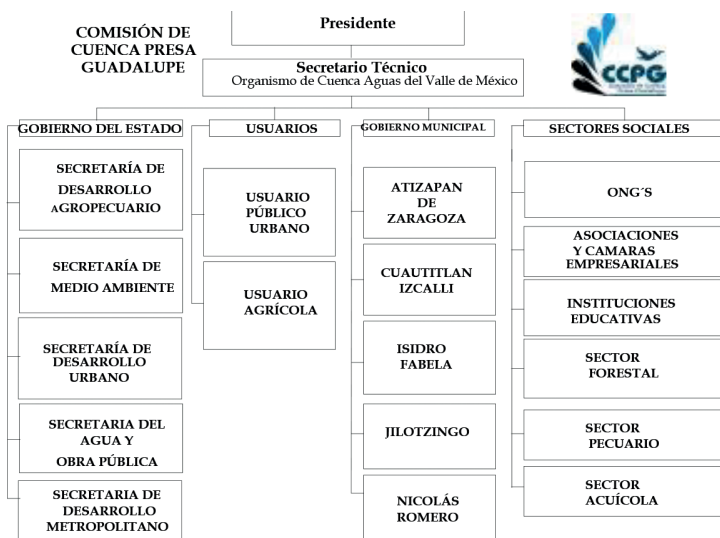 COMISIÓN DE
CUENCA PRESA
GUADALUPE
Presidente
Secretario Técnico
Organismo de Cuenca Aguas del Valle de México
CCPG
GOBIERNO DEL ESTADO
SECRETARÍA DE
DESARROLLO
AGROPECUARIO
SECRETARÍA DE
MEDIO AMBIENTE
SECRETARÍA DE
DESARROLLO
URBANO
SECRETARIA DEL
AGUA Y
OBRA PÚBLICA
SECRETARIA DE
DESARROLLO
METROPOLITANO
USUARIOS
USUARIO
PÚBLICO
URBANO
USUARIO
AGRÍCOLA
GOBIERNO MUNICIPAL
ATIZAPAN
DE
ZARAGOZA
CUAUTITLAN
IZCALLI
ISIDRO
FABELA
JILOTZINGO
NICOLÁS
ROMERO
SECTORES SOCIALES
ONG´S
ASOCIACIONES
Y CAMARAS
EMPRESARIALES
INSTITUCIONES
EDUCATIVAS
SECTOR
FORESTAL
SECTOR
PECUARIO
SECTOR
ACUÍCOLA